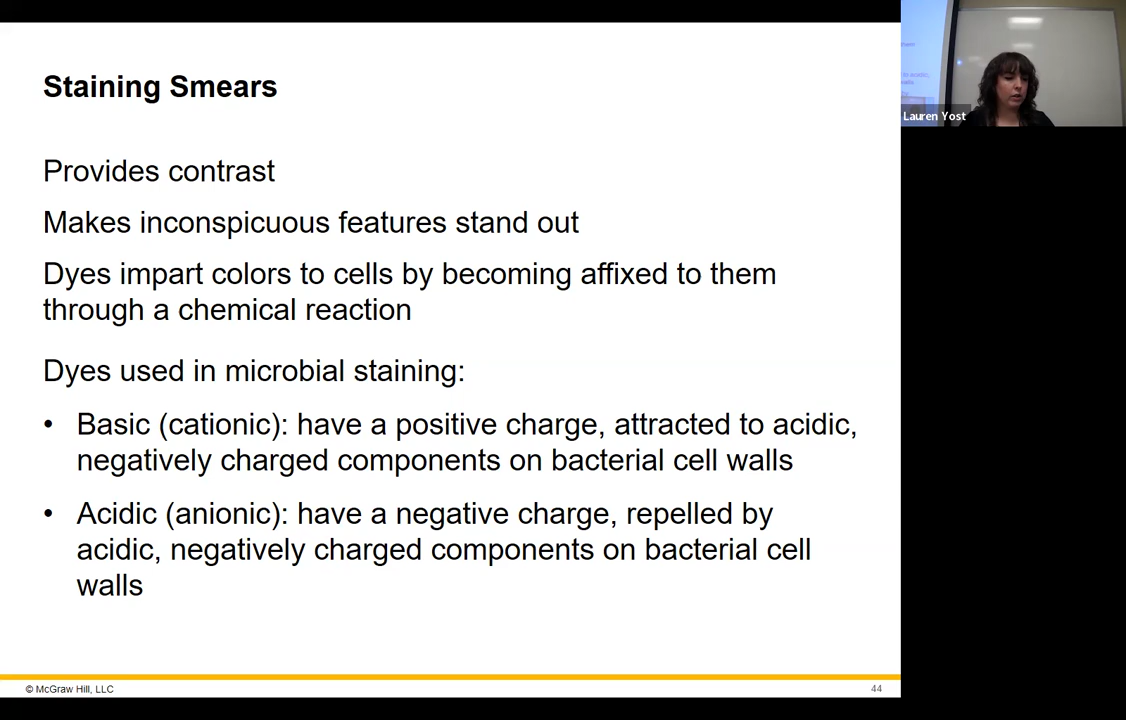 Staining Smears
Provides contrast
Makes inconspicuous features stand out
Dyes impart colors to cells by becoming affixed to them
through a chemical reaction
Dyes used in microbial staining:
• Basic (cationic): have a positive charge, attracted to acidic,
negatively charged components on bacterial cell walls
• Acidic (anionic): have a negative charge, repelled by
acidic, negatively charged components on bacterial cell
walls
© McGraw Hill, LLC
44
Lauren Yost